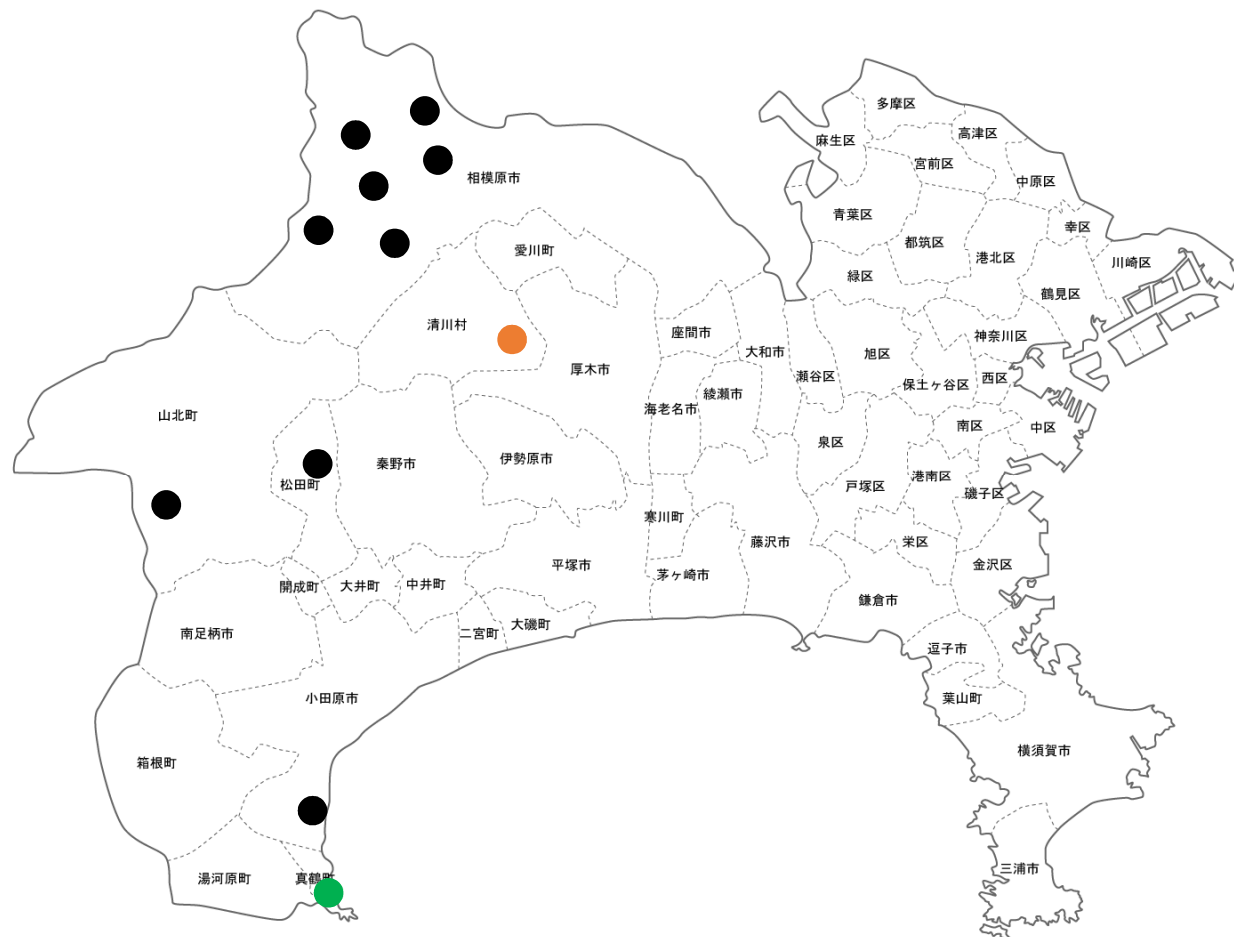 多摩区
高津区
麻生区
宮前区
相模原市
中原区
青葉区
幸区
都筑区
愛川町
港北区
川崎区
緑区
鶴見区
清川村
座間市
神奈川区
大和市
旭区
厚木市
瀬谷区
西区
保土ヶ谷区
綾瀬市
海老名市
山北町
南区
中区
泉区
伊勢原市
秦野市
港南区
松田町
戸塚区
磯子区
寒川町
藤沢市
栄区
平塚市
金沢区
茅ヶ崎市
中井町
大井町
開成町
鎌倉市
大磯町
二宮町
南足柄市
逗子市
小田原市
葉山町
横須賀市
箱根町
三浦市
湯河原町
真鶴町